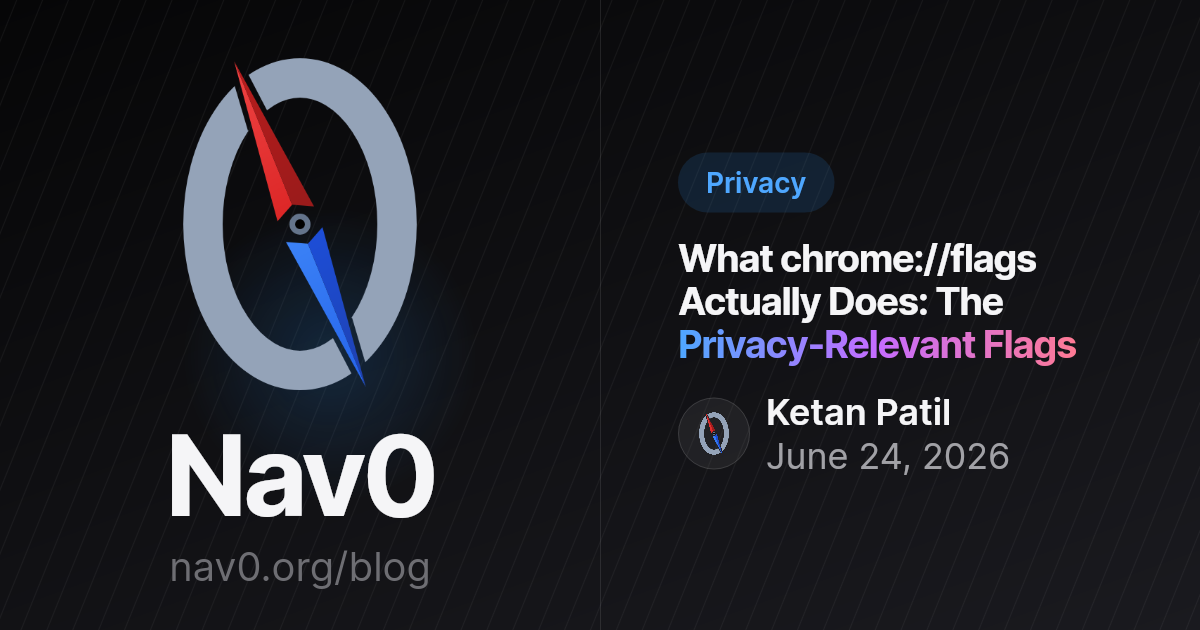 Nav0
nav0.org/blog
Privacy
What chrome://flags
Actually Does: The
Privacy-Relevant Flags
Ketan Patil
June 24, 2026